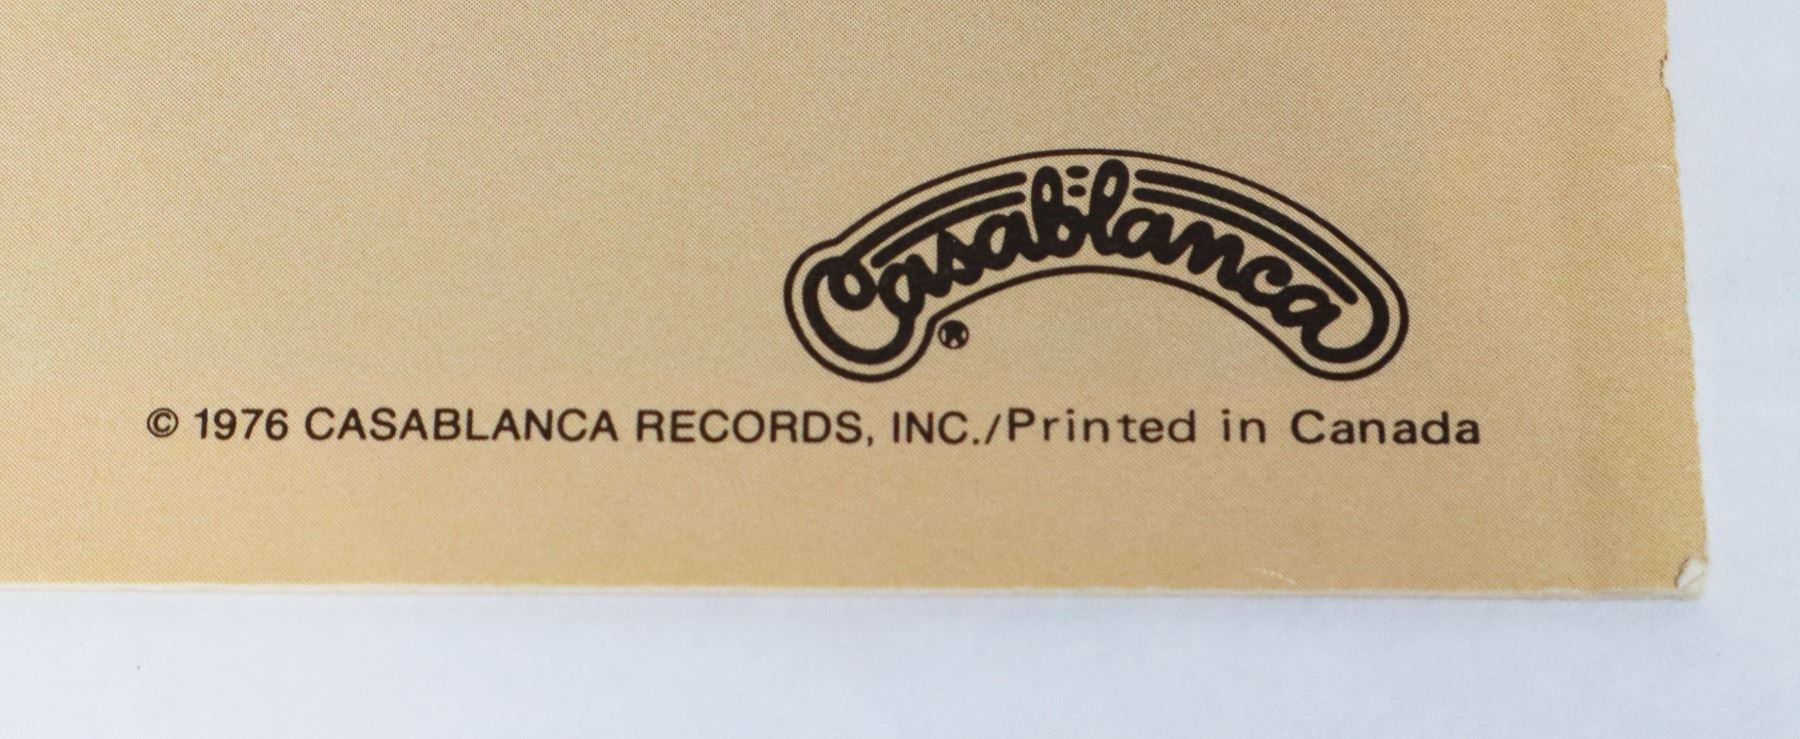 Casablanca
®
© 1976 CASABLANCA RECORDS, INC./Printed in Canada